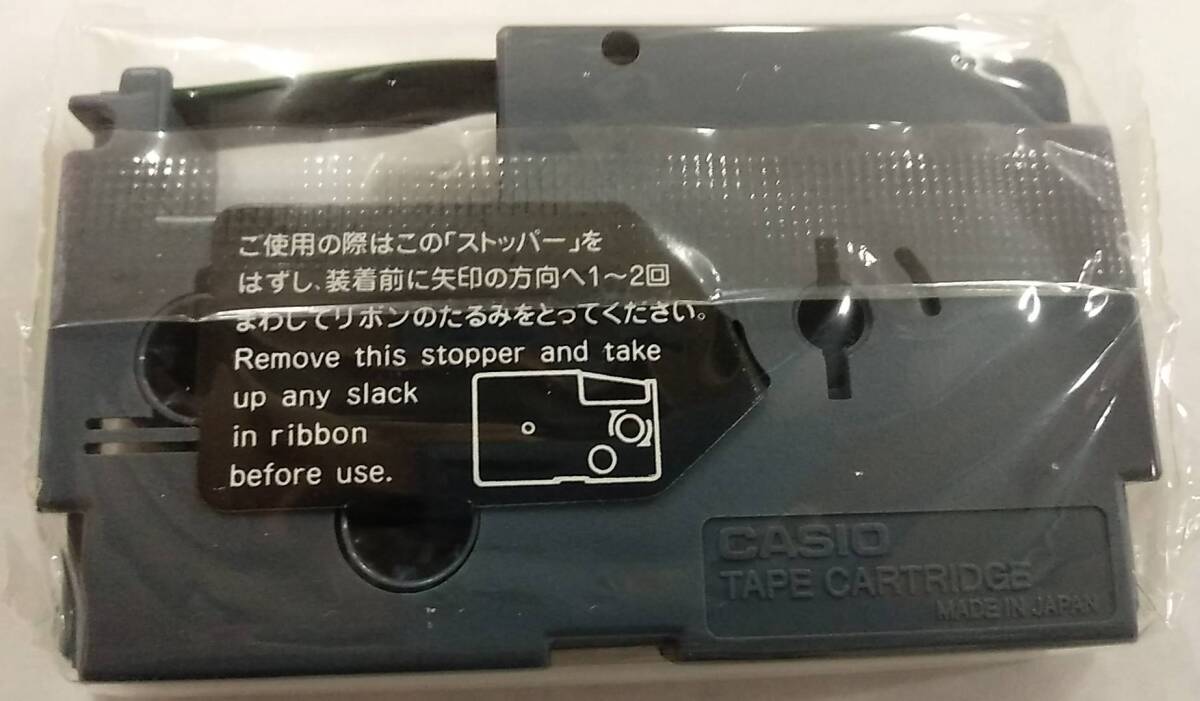 ご使用の際はこの「ストッパー」を
はずし、装着前に矢印の方向へ1〜2回
まわしてリボンのたるみをとってください。
Remove this stopper and take
up any slack
in ribbon
before use.
CASIO
TAPE CARTRIDGE
MADE IN JAPAN